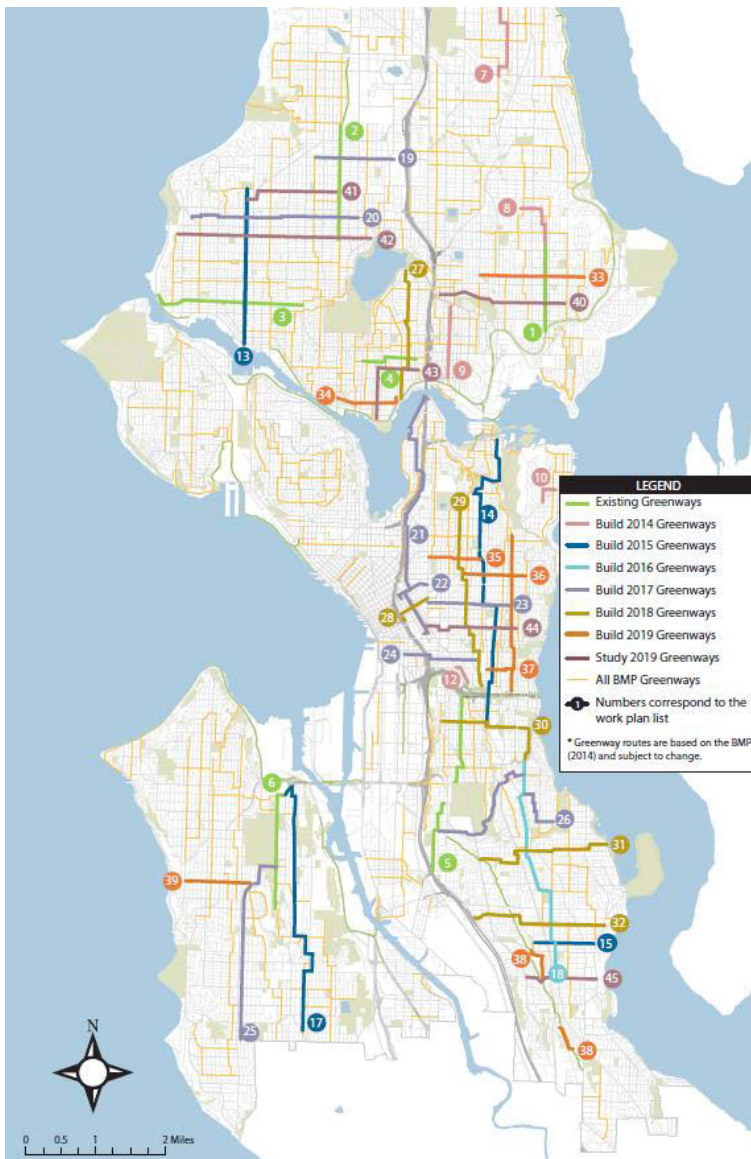 7
2
19
41
8
20
42
27
33
40
3
1
13
4
43
9
34
10
29
14
21
35
36
22
23
28
44
24
37
12
30
6
26
31
5
39
32
15
38
18
45
25
17
38
LEGEND
Existing Greenways
Build 2014 Greenways
Build 2015 Greenways
Build 2016 Greenways
Build 2017 Greenways
Build 2018 Greenways
Build 2019 Greenways
Study 2019 Greenways
All BMP Greenways
1 Numbers correspond to the
work plan list
* Greenway routes are based on the BMP
(2014) and subject to change.
N
0 0.5 1 2 Miles